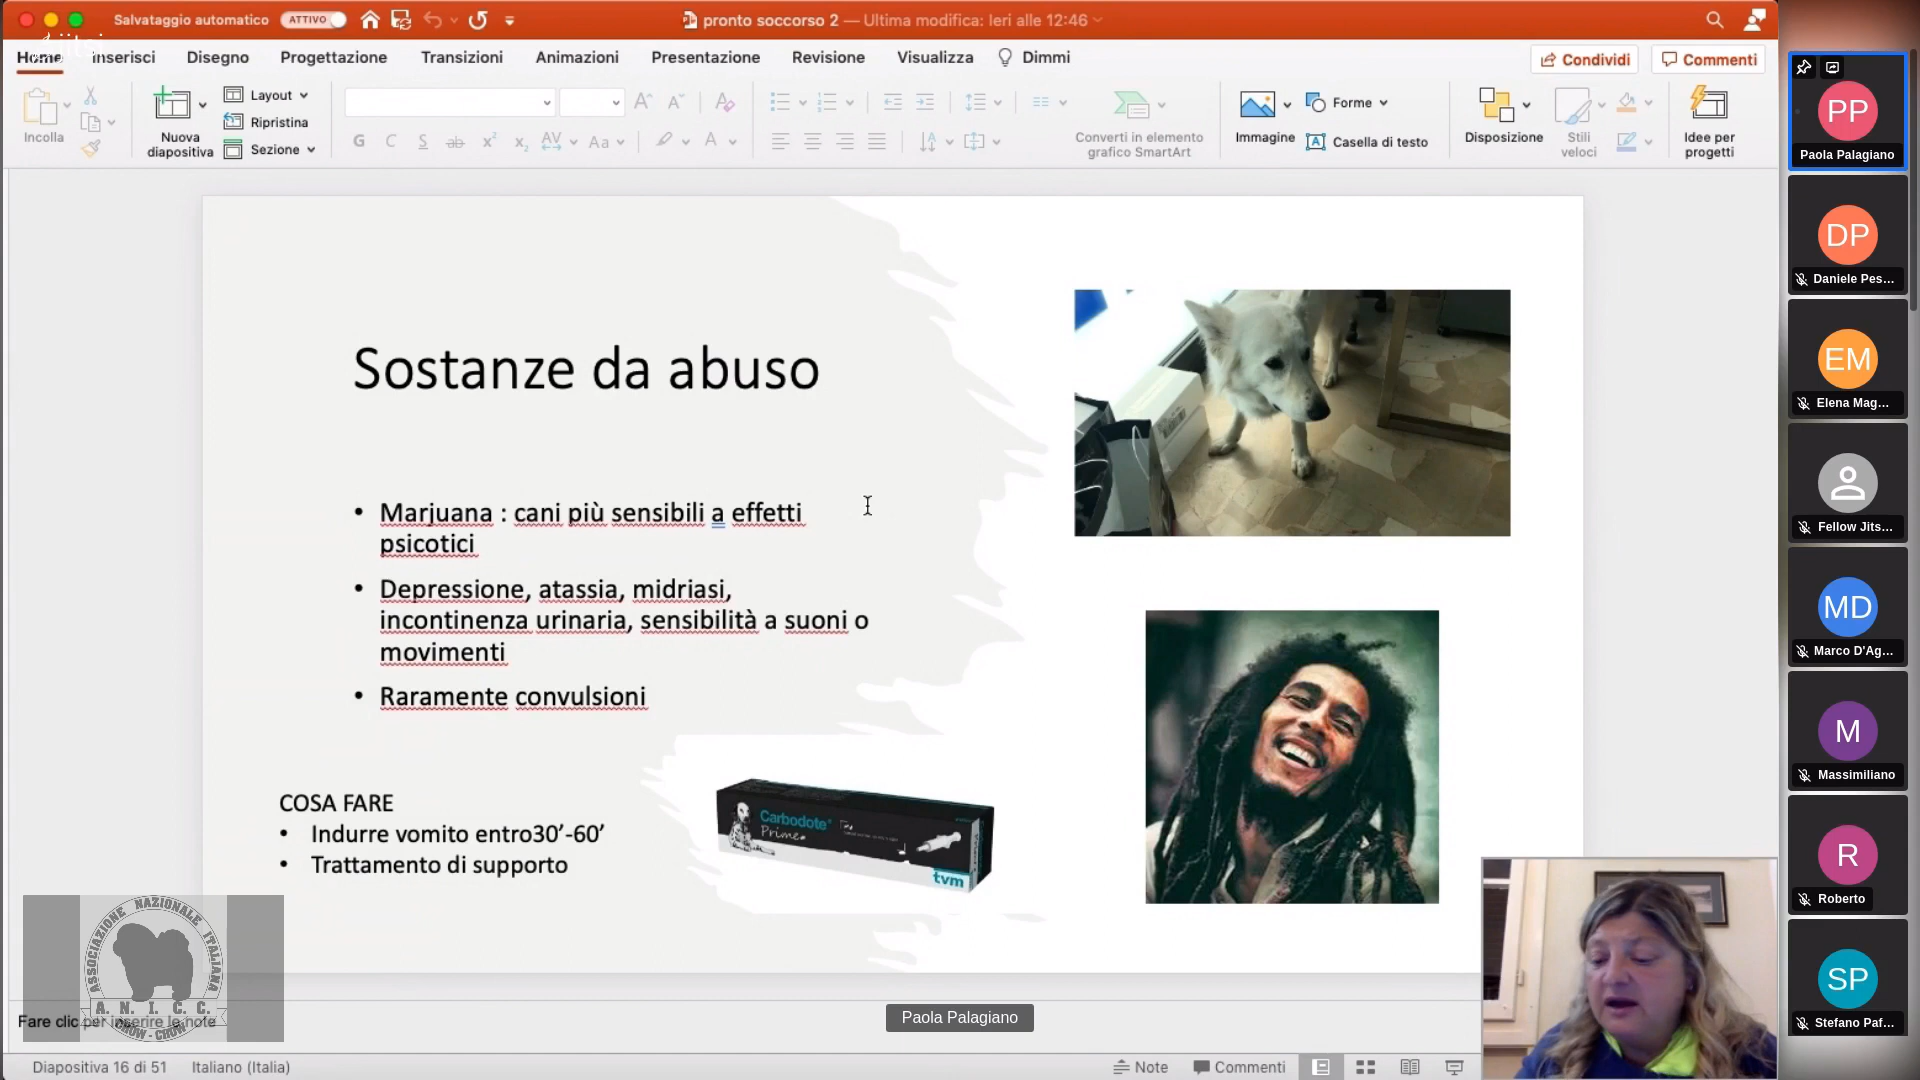 Salvataggio automatico ATTIVO
pronto soccorso 2 — Ultima modifica: Ieri alle 12:46
Home Inserisci Disegno Progettazione Transizioni Animazioni Presentazione Revisione Visualizza Dimmi
Condividi Commenti
Incolla
Nuova
diapositiva
Layout
Ripristina
Sezione
Converti in elemento
grafico SmartArt
Immagine
Forme
Casella di testo
Disposizione
Stili
veloci
Idee per
progetti
Sostanze da abuso
• Marjuana : cani più sensibili a effetti
psicotici
• Depressione, atassia, midriasi,
incontinenza urinaria, sensibilità a suoni o
movimenti
• Raramente convulsioni
COSA FARE
• Indurre vomito entro30’-60’
• Trattamento di supporto
Carbodote
Prime
tvm
ASSOCIAZIONE NAZIONALE ITALIANA
A. N. I. C. C.
CHOW - CHOW
Fare clic per inserire le note
Paola Palagiano
Diapositiva 16 di 51 Italiano (Italia)
Note Commenti
PP
Paola Palagiano
DP
Daniele Pes...
EM
Elena Mag...
Fellow Jits...
MD
Marco D'Ag...
M
Massimiliano
R
Roberto
SP
Stefano Paf...